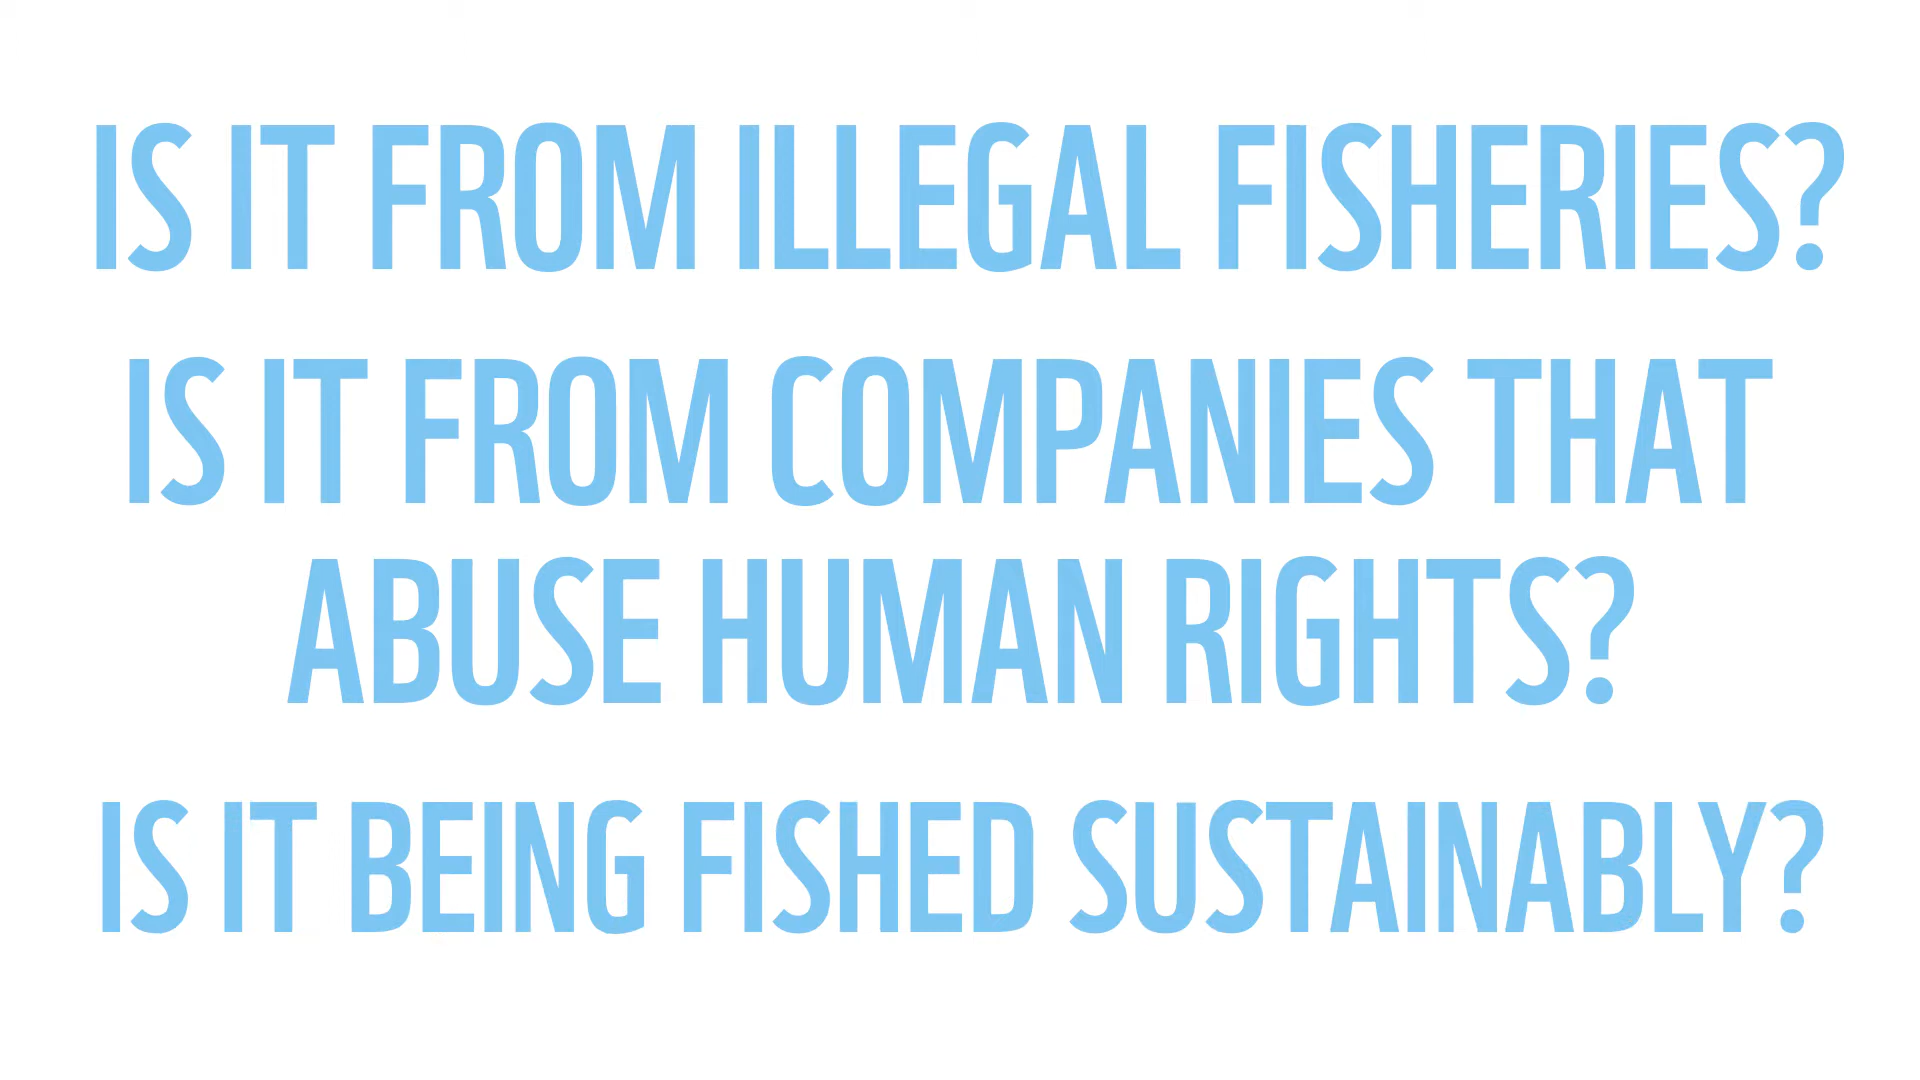 IS IT FROM ILLEGAL FISHERIES?
IS IT FROM COMPANIES THAT
ABUSE HUMAN RIGHTS?
IS IT BEING FISHED SUSTAINABLY?